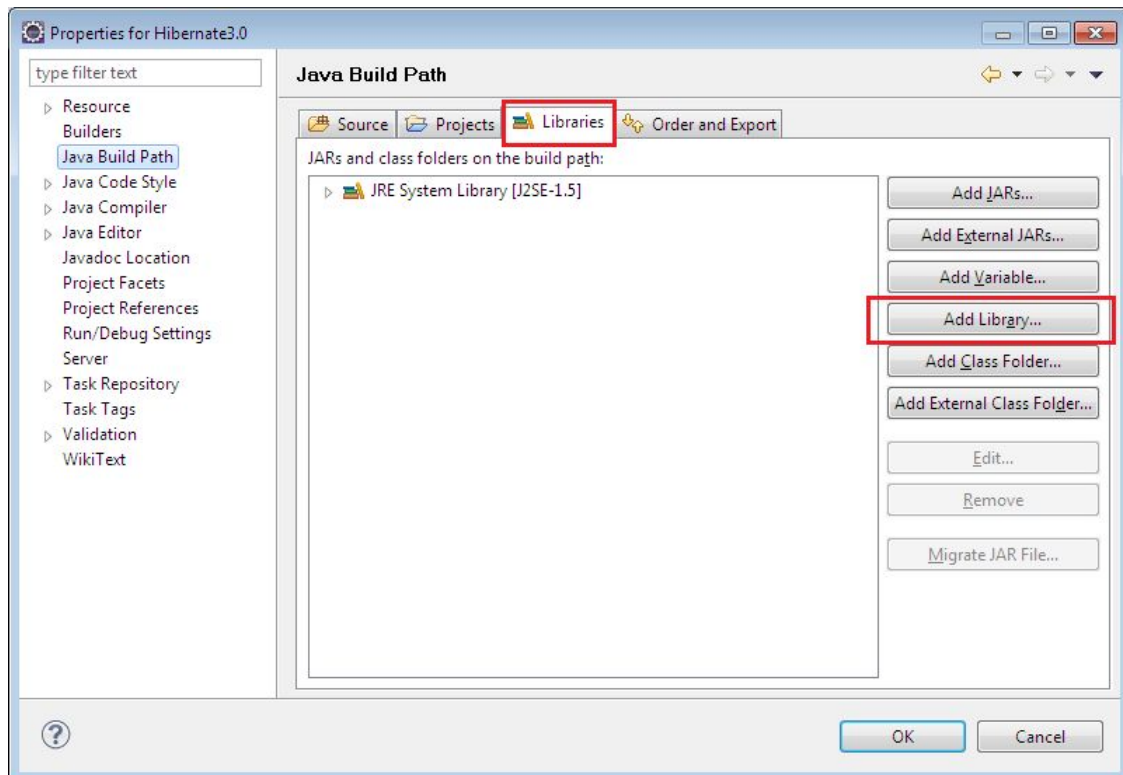 Properties for Hibernate3.0
type filter text
Resource
Builders
Java Build Path
Java Code Style
Java Compiler
Java Editor
Javadoc Location
Project Facets
Project References
Run/Debug Settings
Server
Task Repository
Task Tags
Validation
WikiText
Java Build Path
Source Projects Libraries Order and Export
JARs and class folders on the build path:
JRE System Library [J2SE-1.5]
Add JARs...
Add External JARs...
Add Variable...
Add Library...
Add Class Folder...
Add External Class Folder...
Edit...
Remove
Migrate JAR File...
?
OK Cancel